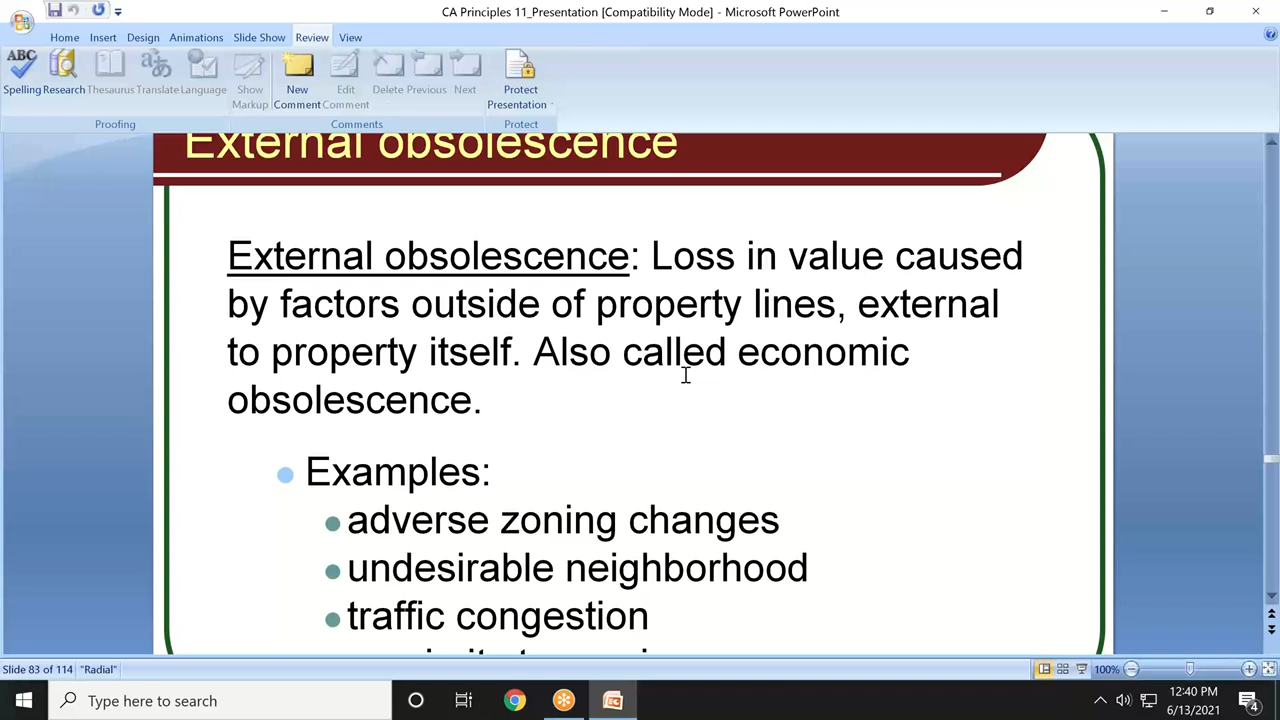 CA Principles 11_Presentation [Compatibility Mode] - Microsoft PowerPoint
Home Insert Design Animations Slide Show Review View
ABC
Spelling Research Thesaurus Translate Language Show Markup New Comment Edit Comment Delete Previous Next Protect Presentation
Proofing Comments Protect
External obsolescence
External obsolescence: Loss in value caused
by factors outside of property lines, external
to property itself. Also called economic
obsolescence.
Examples:
adverse zoning changes
undesirable neighborhood
traffic congestion
Slide 83 of 114 "Radial" 100%
Type here to search
12:40 PM
6/13/2021
4